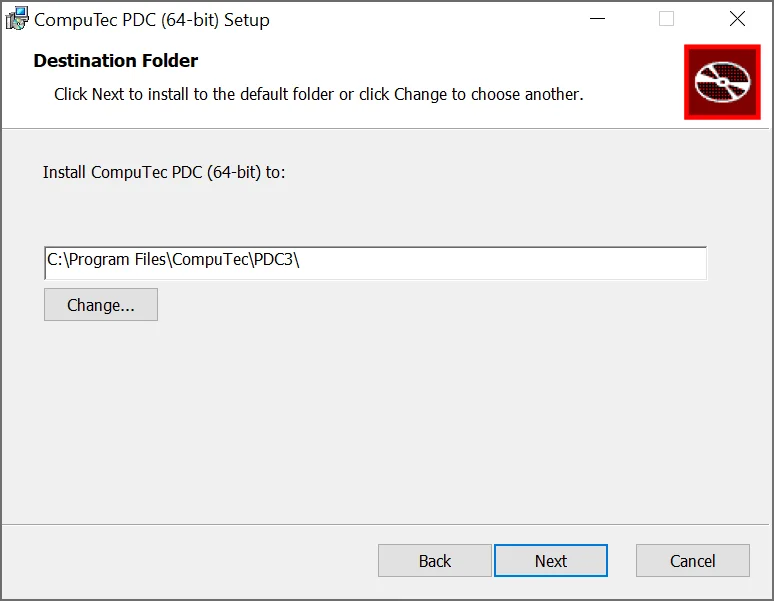 CompuTec PDC (64-bit) Setup
Destination Folder
Click Next to install to the default folder or click Change to choose another.
Install CompuTec PDC (64-bit) to:
C:\Program Files\CompuTec\PDC3\
Change...
Back Next Cancel